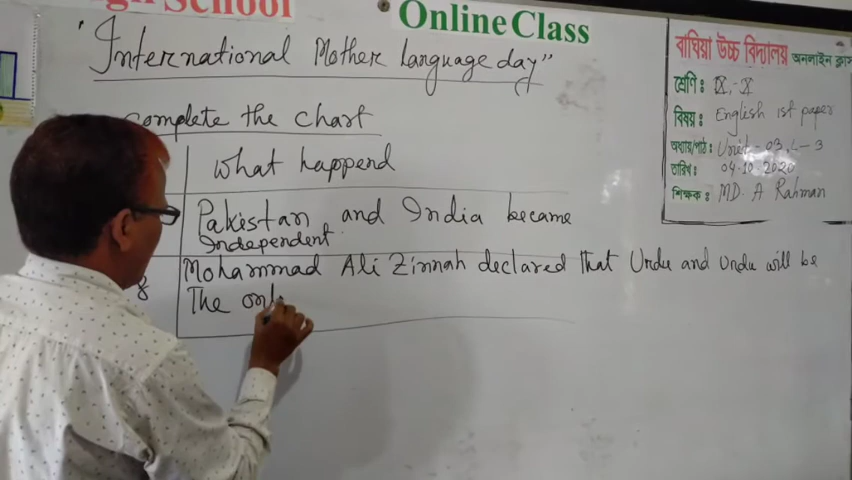 School
Online Class
"International Mother Language day"
complete the chart
what happend
Pakistan and India became
Independent.
Mohammad Ali Zinnah declared that Urdu and Urdu will be
The onl
বাঘিয়া উচ্চ বিদ্যালয় অনলাইন ক্লাস
শ্রেণি: IX-X
বিষয়: English 1st paper
অধ্যায়/পাঠ: Unit-03, L-3
তারিখ: 04.10.2020
শিক্ষক: MD. A Rahman